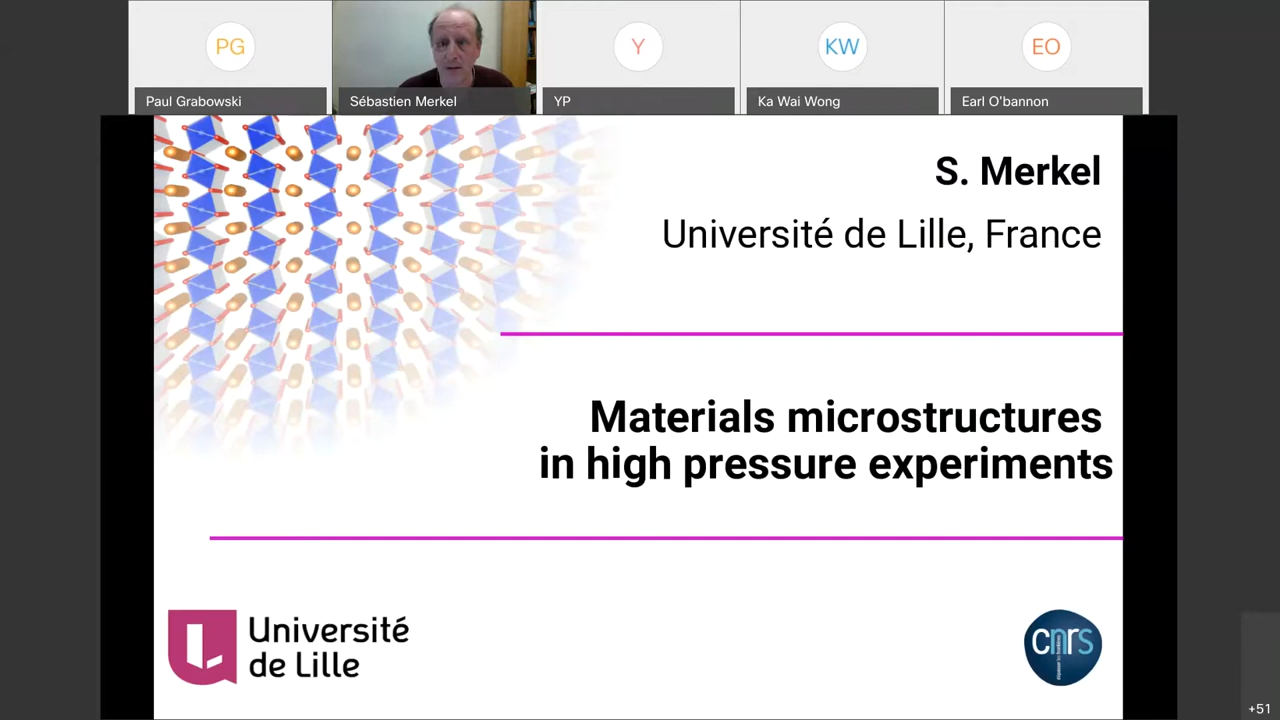 PG
Y
KW
EO
Paul Grabowski
Sébastien Merkel
YP
Ka Wai Wong
Earl O'bannon
S. Merkel
Université de Lille, France
Materials microstructures
in high pressure experiments
Université
de Lille
cnrs
+51